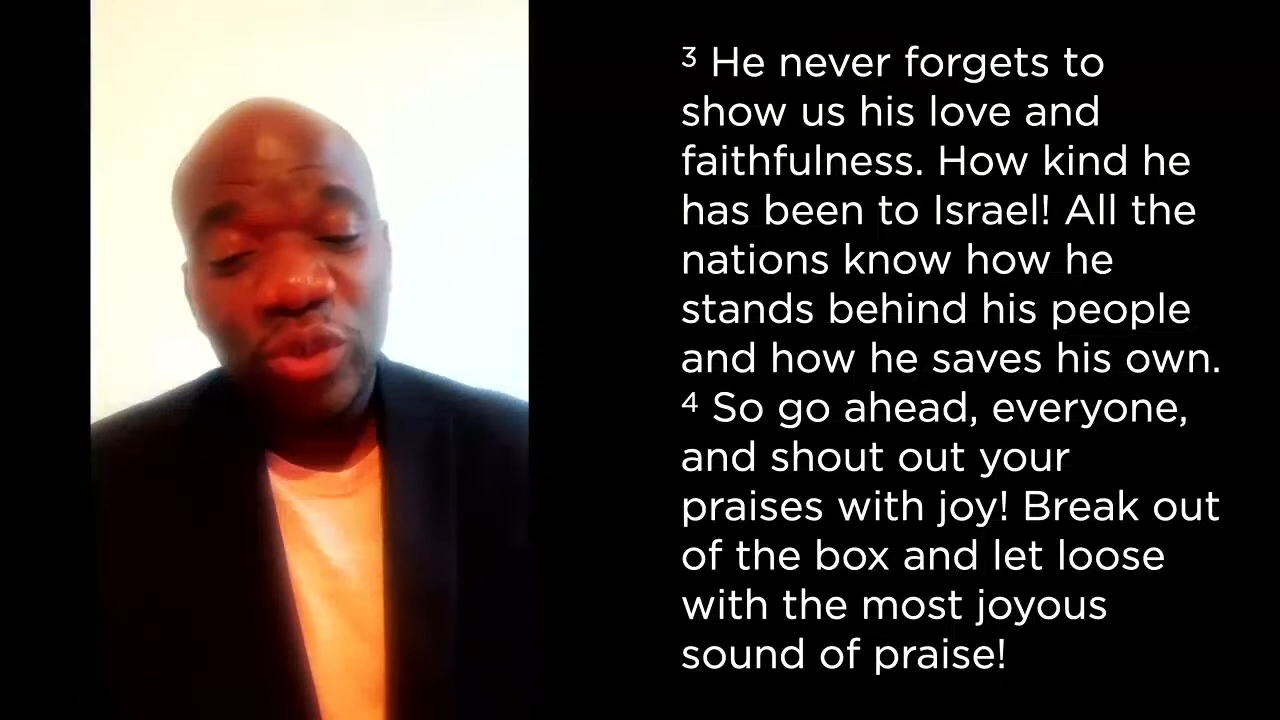 ³ He never forgets to
show us his love and
faithfulness. How kind he
has been to Israel! All the
nations know how he
stands behind his people
and how he saves his own.
⁴ So go ahead, everyone,
and shout out your
praises with joy! Break out
of the box and let loose
with the most joyous
sound of praise!